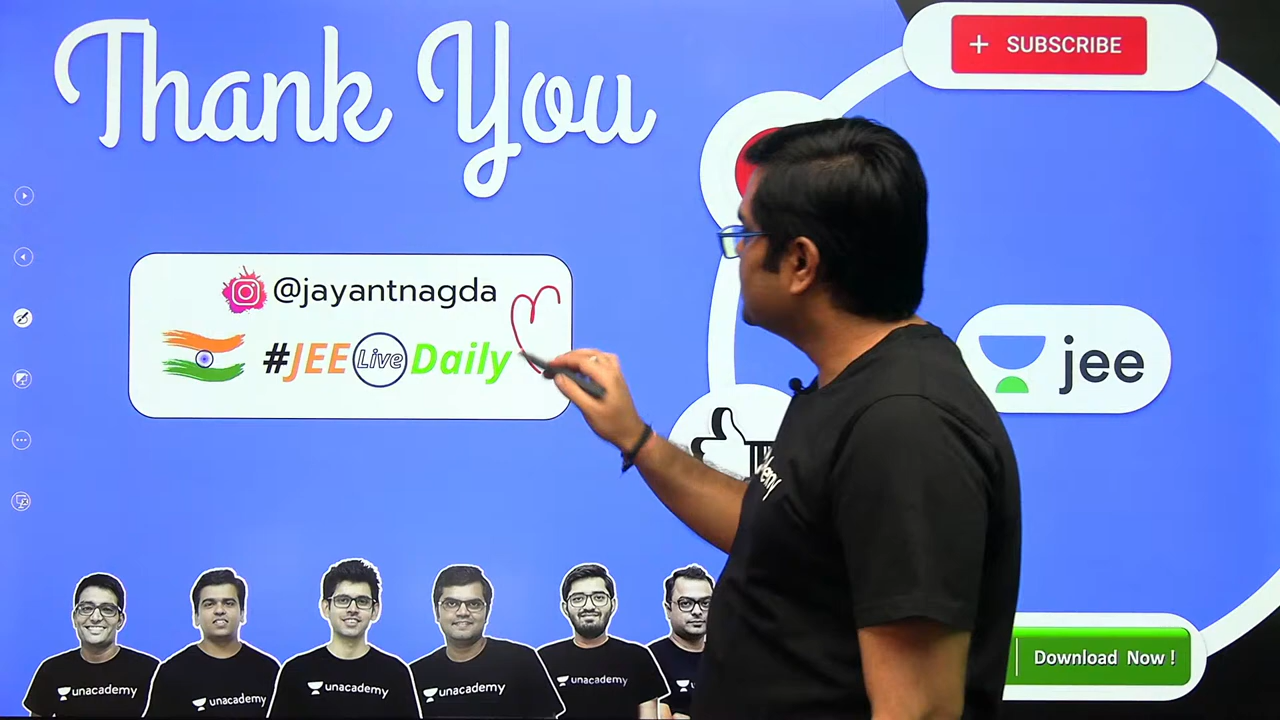 Thank You
+ SUBSCRIBE
@jayantnagda
#JEE Live Daily
jee
unacademy
unacademy
unacademy
unacademy
unacademy
Download Now !